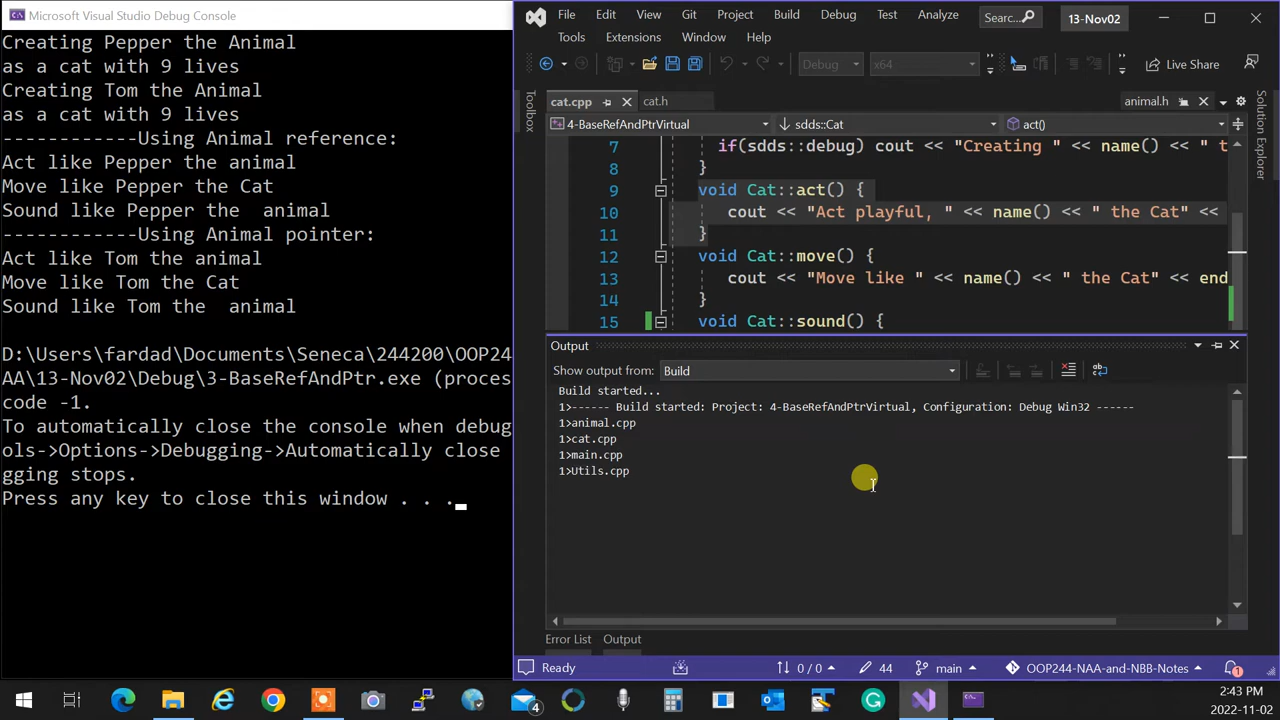 Microsoft Visual Studio Debug Console
Creating Pepper the Animal
as a cat with 9 lives
Creating Tom the Animal
as a cat with 9 lives
------------Using Animal reference:
Act like Pepper the animal
Move like Pepper the Cat
Sound like Pepper the  animal
------------Using Animal pointer:
Act like Tom the animal
Move like Tom the Cat
Sound like Tom the  animal
D:\Users\fardad\Documents\Seneca\244200\OOP244
AA\13-Nov02\Debug\3-BaseRefAndPtr.exe (proces
code -1.
To automatically close the console when debug
ols->Options->Debugging->Automatically close
gging stops.
Press any key to close this window . . .
File Edit View Git Project Build Debug Test Analyze Searc... 13-Nov02
Tools Extensions Window Help
Debug x64 Live Share
Toolbox
cat.cpp cat.h animal.h
4-BaseRefAndPtrVirtual sdds::Cat act()
7 if(sdds::debug) cout << "Creating " << name() << " t
8 }
9 void Cat::act() {
10 cout << "Act playful, " << name() << " the Cat" <<
11 }
12 void Cat::move() {
13 cout << "Move like " << name() << " the Cat" << end
14 }
15 void Cat::sound() {
Solution Explorer
Output
Show output from: Build
Build started...
1>------ Build started: Project: 4-BaseRefAndPtrVirtual, Configuration: Debug Win32 ------
1>animal.cpp
1>cat.cpp
1>main.cpp
1>Utils.cpp
Error List Output
Ready 0 / 0 44 main OOP244-NAA-and-NBB-Notes 1
4
2:43 PM
2022-11-02